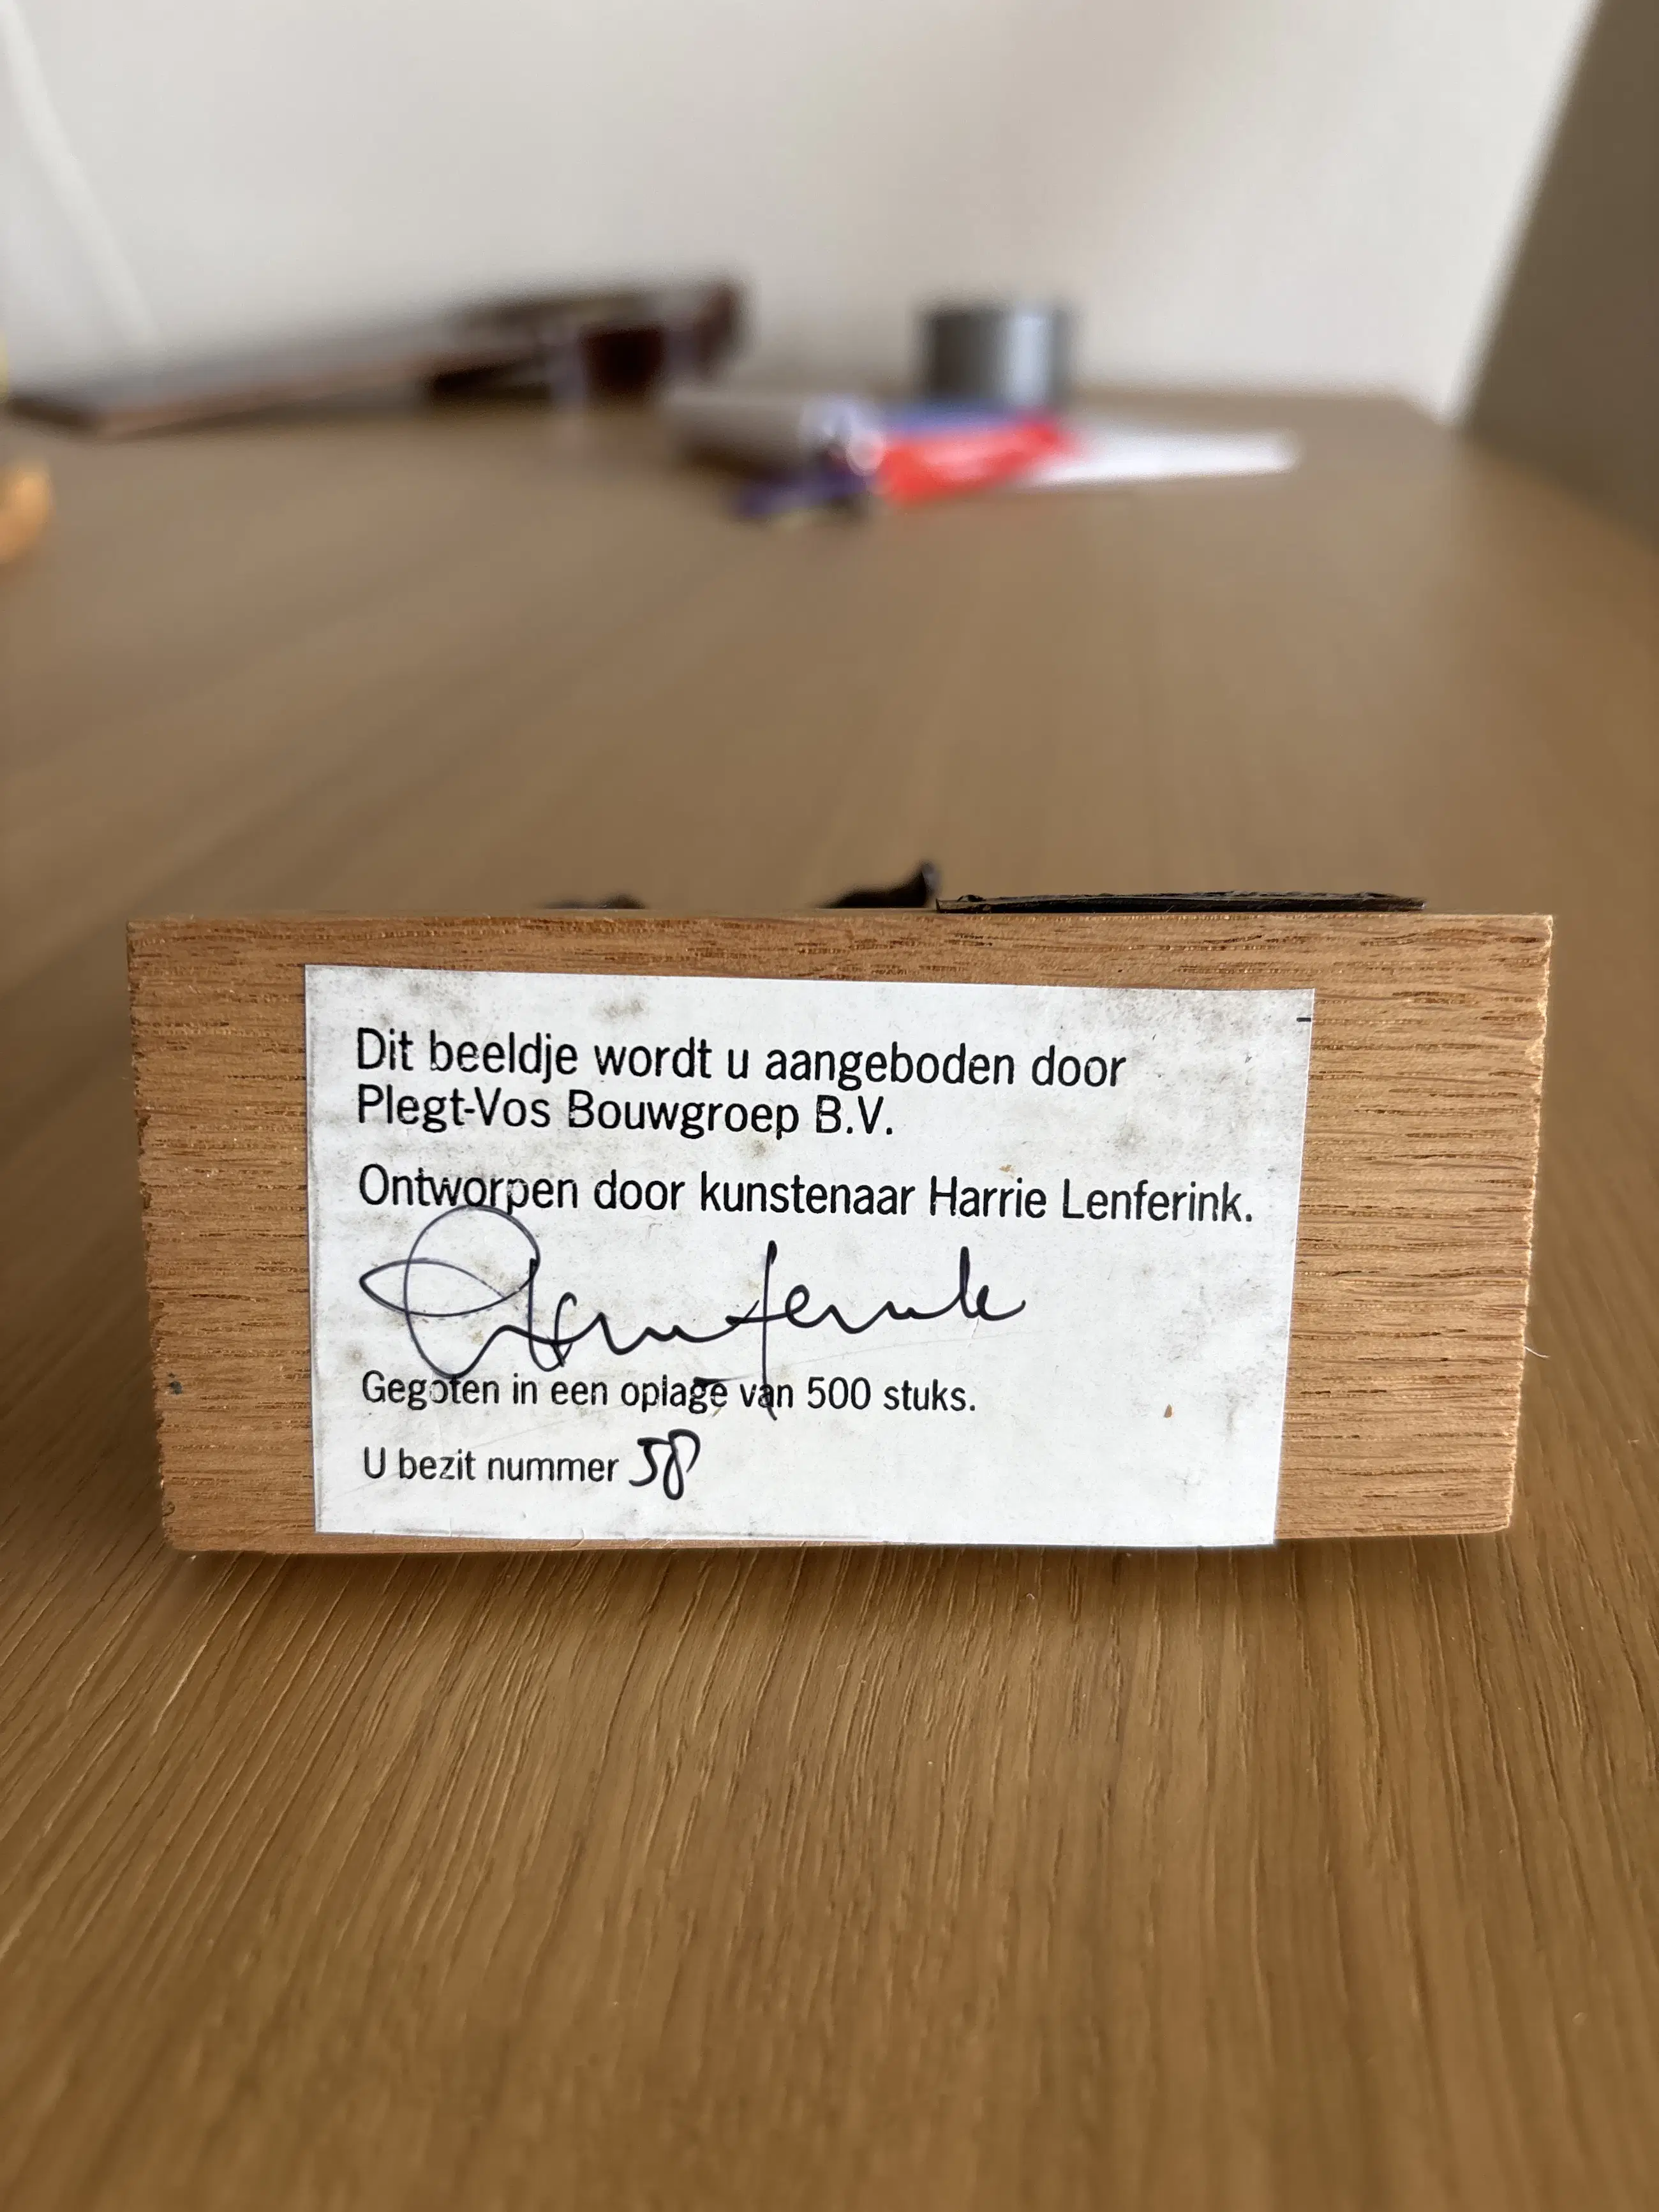 Dit beeldje wordt u aangeboden door
Plegt-Vos Bouwgroep B.V.
Ontworpen door kunstenaar Harrie Lenferink.
Gegoten in een oplage van 500 stuks.
U bezit nummer 58